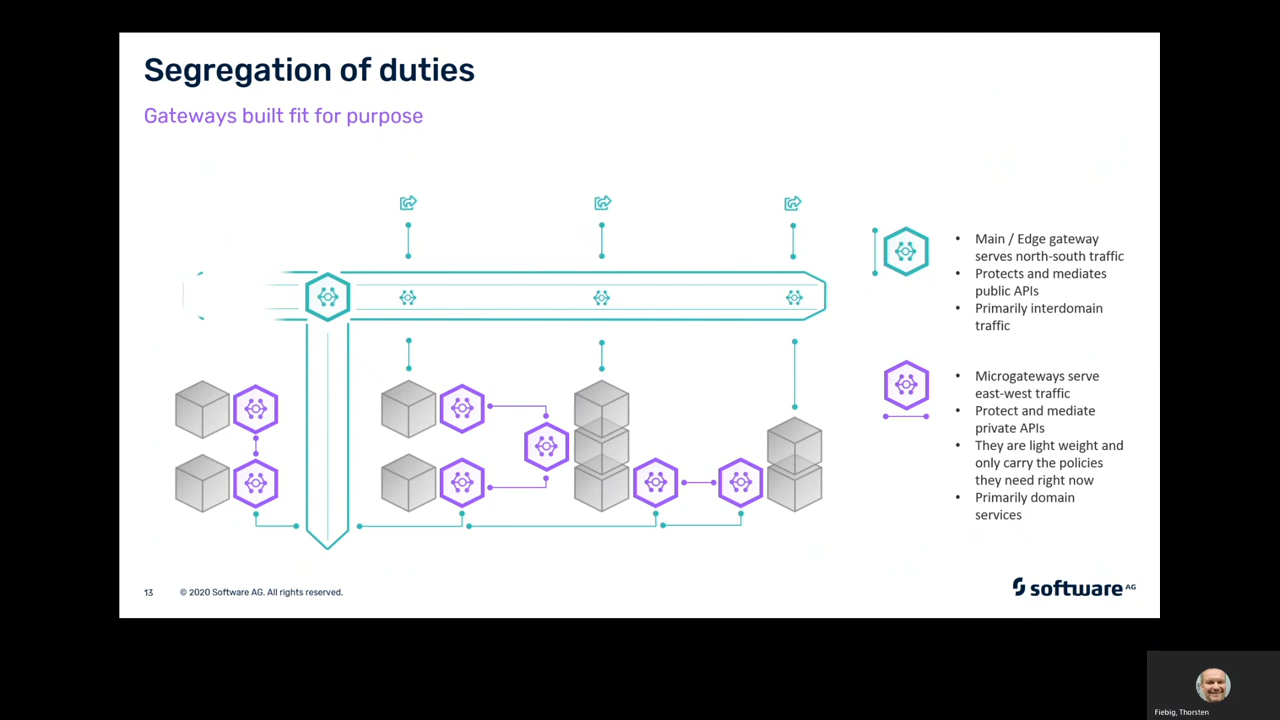 Segregation of duties
Gateways built fit for purpose
• Main / Edge gateway
serves north-south traffic
• Protects and mediates
public APIs
• Primarily interdomain
traffic
• Microgateways serve
east-west traffic
• Protect and mediate
private APIs
• They are light weight and
only carry the policies
they need right now
• Primarily domain
services
13 © 2020 Software AG. All rights reserved.
software AG
Fiebig, Thorsten